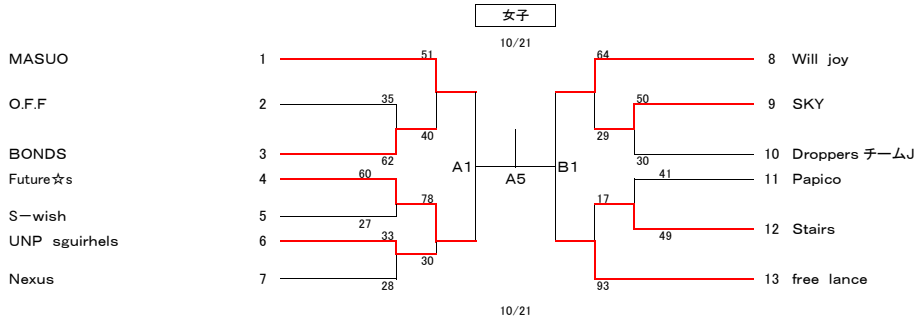 女子
10/21
MASUO 1
51
64
8 Will joy
O.F.F 2
35
50
9 SKY
40
29
BONDS 3
62
30
10 Droppers チームJ
A1
B1
A5
Future☆s 4
60
41
11 Papico
78
17
S－wish 5
27
49
12 Stairs
UNP sguirhels 6
33
30
Nexus 7
28
93
13 free lance
10/21